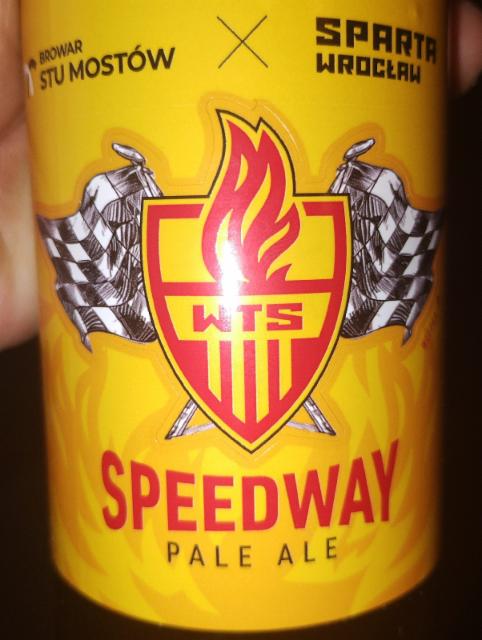 BROWAR
STU MOSTÓW
SPARTA
WROCŁAW
WTS
SPEEDWAY
PALE ALE